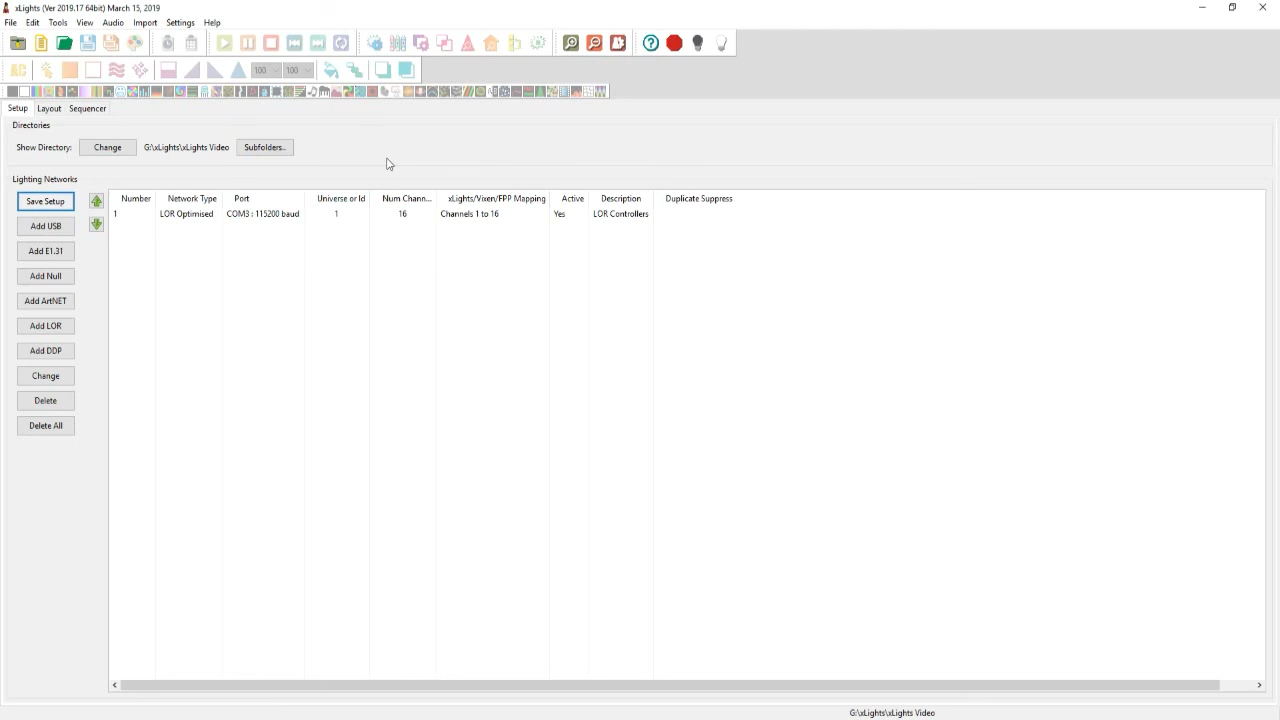 xLights (Ver 2019.17 64bit) March 15, 2019
File Edit Tools View Audio Import Settings Help
100 100
Setup Layout Sequencer
Directories
Show Directory: Change G:\xLights\xLights Video Subfolders..
Lighting Networks
Save Setup
Add USB
Add E1.31
Add Null
Add ArtNET
Add LOR
Add DDP
Change
Delete
Delete All
Number Network Type Port Universe or Id Num Chann... xLights/Vixen/FPP Mapping Active Description Duplicate Suppress
1 LOR Optimised COM3 : 115200 baud 1 16 Channels 1 to 16 Yes LOR Controllers
G:\xLights\xLights Video